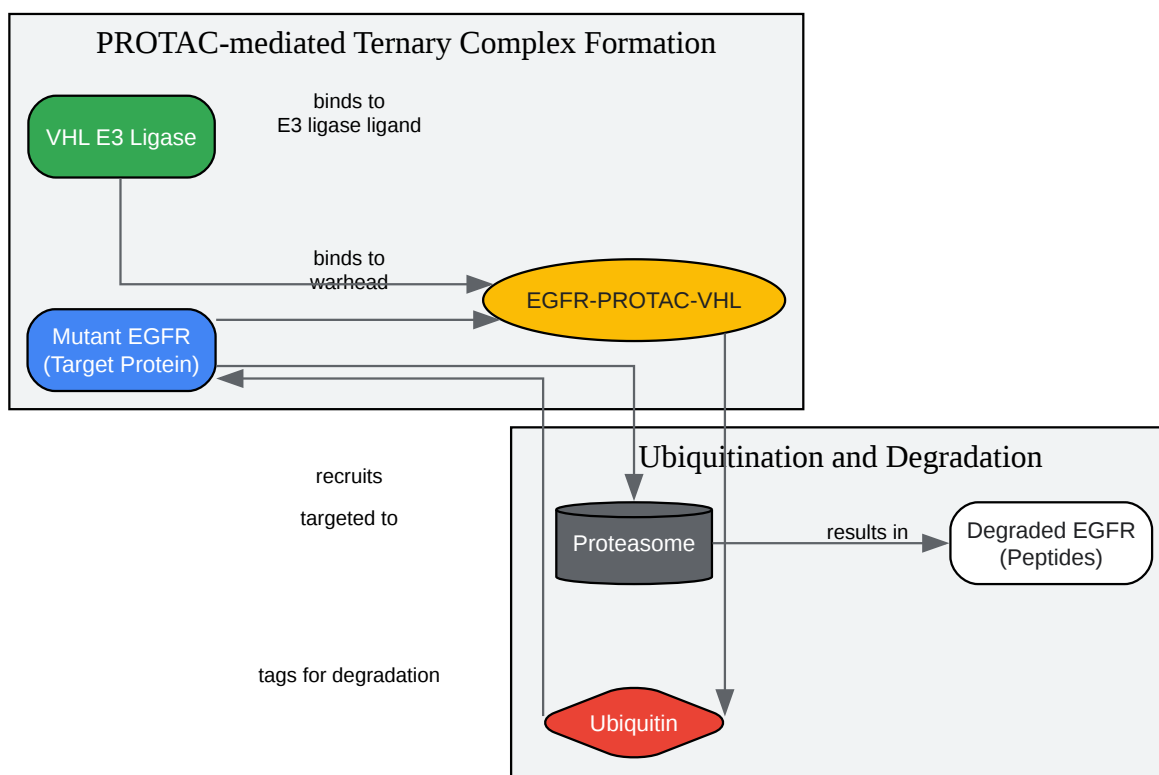 PROTAC-mediated Ternary Complex Formation
binds to
E3 ligase ligand
VHL E3 Ligase
binds to
warhead
EGFR-PROTAC-VHL
Mutant EGFR
(Target Protein)
Ubiquitination and Degradation
recruits
targeted to
Proteasome
results in
Degraded EGFR
(Peptides)
tags for degradation
Ubiquitin